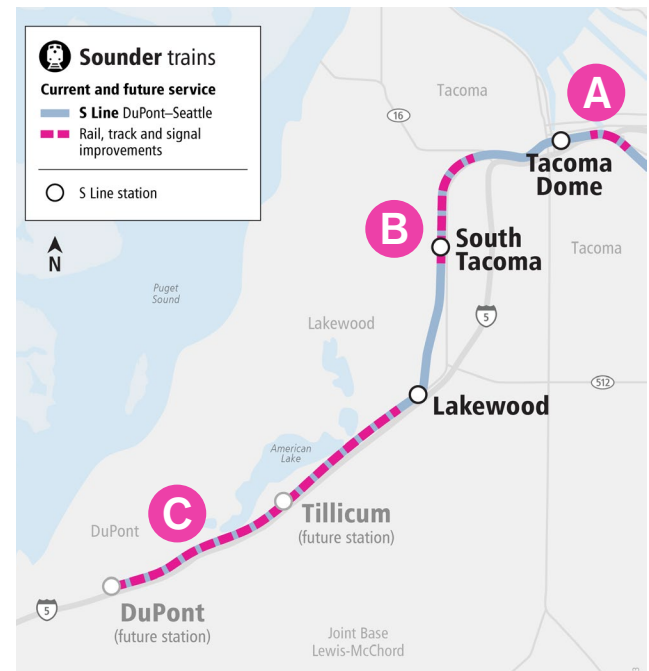 Sounder trains
Current and future service
S Line DuPont–Seattle
Rail, track and signal
improvements
S Line station
N
Tacoma
A
16
Tacoma
Dome
B
South
Tacoma
Tacoma
Puget
Sound
5
Lakewood
512
Lakewood
American
Lake
C
Tillicum
(future station)
DuPont
5
DuPont
(future station)
Joint Base
Lewis-McChord